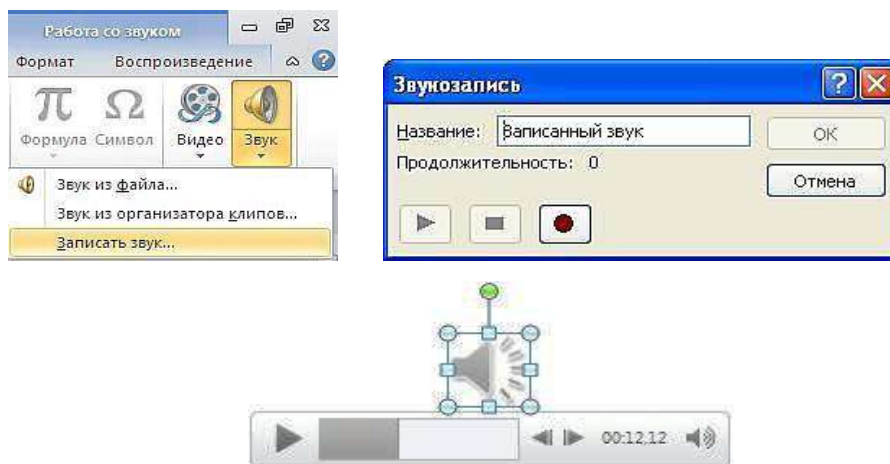 Работа со звуком
Формат Воспроизведение
Формула Символ Видео Звук
Звук из файла...
Звук из организатора клипов...
Записать звук...
Звукозапись
Название: Записанный звук
Продолжительность: 0
ОК
Отмена
00:12,12